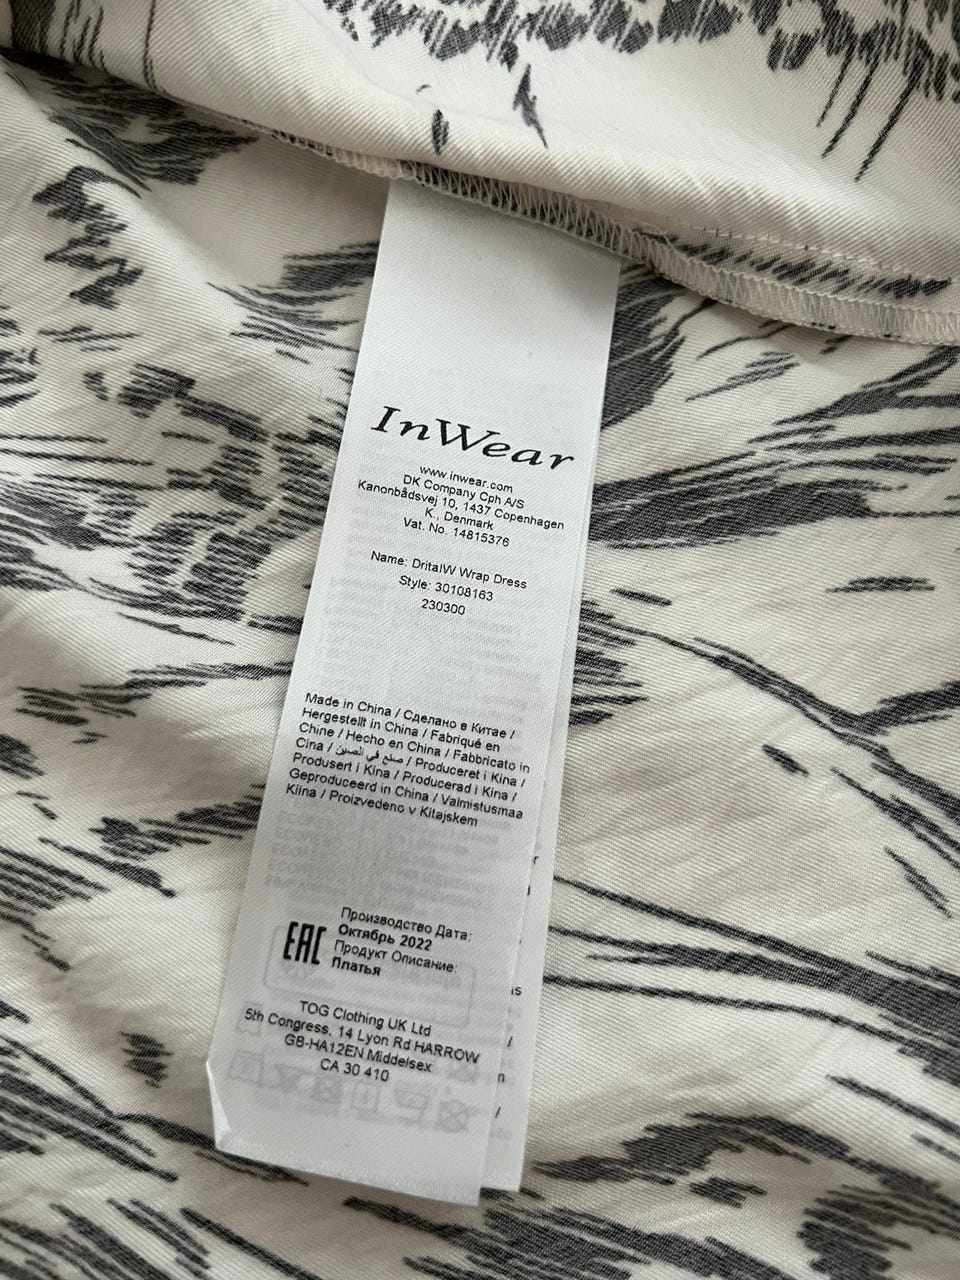 InWear
www.inwear.com
DK Company Cph A/S
Kanonbådsvej 10, 1437 Copenhagen
K., Denmark
Vat. No. 14815376
Name: DritaIW Wrap Dress
Style: 30108163
230300
Made in China / Сделано в Китае /
Hergestellt in China / Fabriqué en
Chine / Hecho en China / Fabbricato in
Cina / صنع في الصين / Produceret i Kina /
Produsert i Kina / Producerad i Kina /
Geproduceerd in China / Valmistusmaa
Kiina / Proizvedeno v Kitajskem
Производство Дата:
Октябрь 2022
EAC
Продукт Описание:
Платья
TOG Clothing UK Ltd
5th Congress, 14 Lyon Rd HARROW
GB-HA12EN Middelsex
CA 30 410